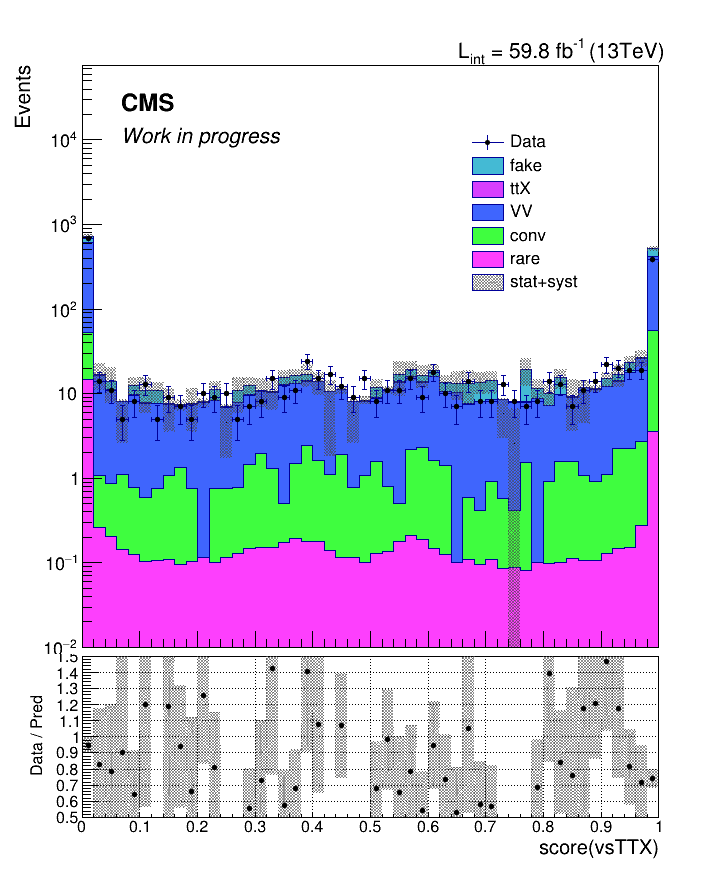 L_int = 59.8 fb^-1 (13TeV)
Events
CMS
Work in progress
Data
fake
ttX
VV
conv
rare
stat+syst
10^4
10^3
10^2
10
1
10^−1
10^−2
Data / Pred
1.5
1.4
1.3
1.2
1.1
1
0.9
0.8
0.7
0.6
0.5
0 0.1 0.2 0.3 0.4 0.5 0.6 0.7 0.8 0.9 1
score(vsTTX)